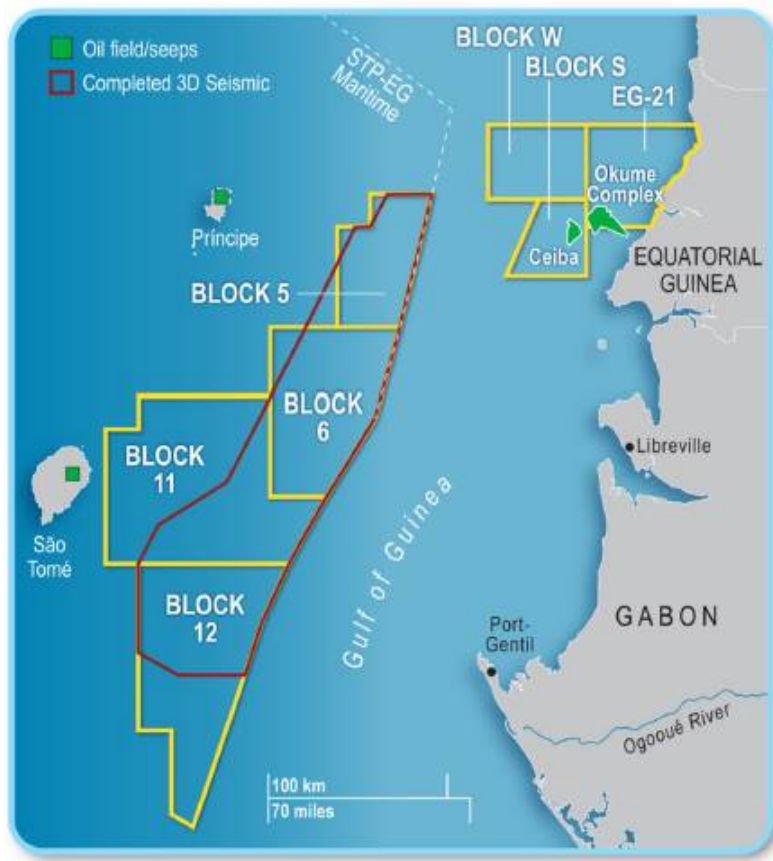 Oil field/seeps
Completed 3D Seismic
STP-EG
Maritime
BLOCK W
BLOCK S
EG-21
Okume
Complex
Ceiba
EQUATORIAL
GUINEA
Príncipe
BLOCK 5
BLOCK
6
BLOCK
11
São
Tomé
BLOCK
12
Libreville
Gulf of Guinea
GABON
Port-
Gentil
Ogooué River
100 km
70 miles